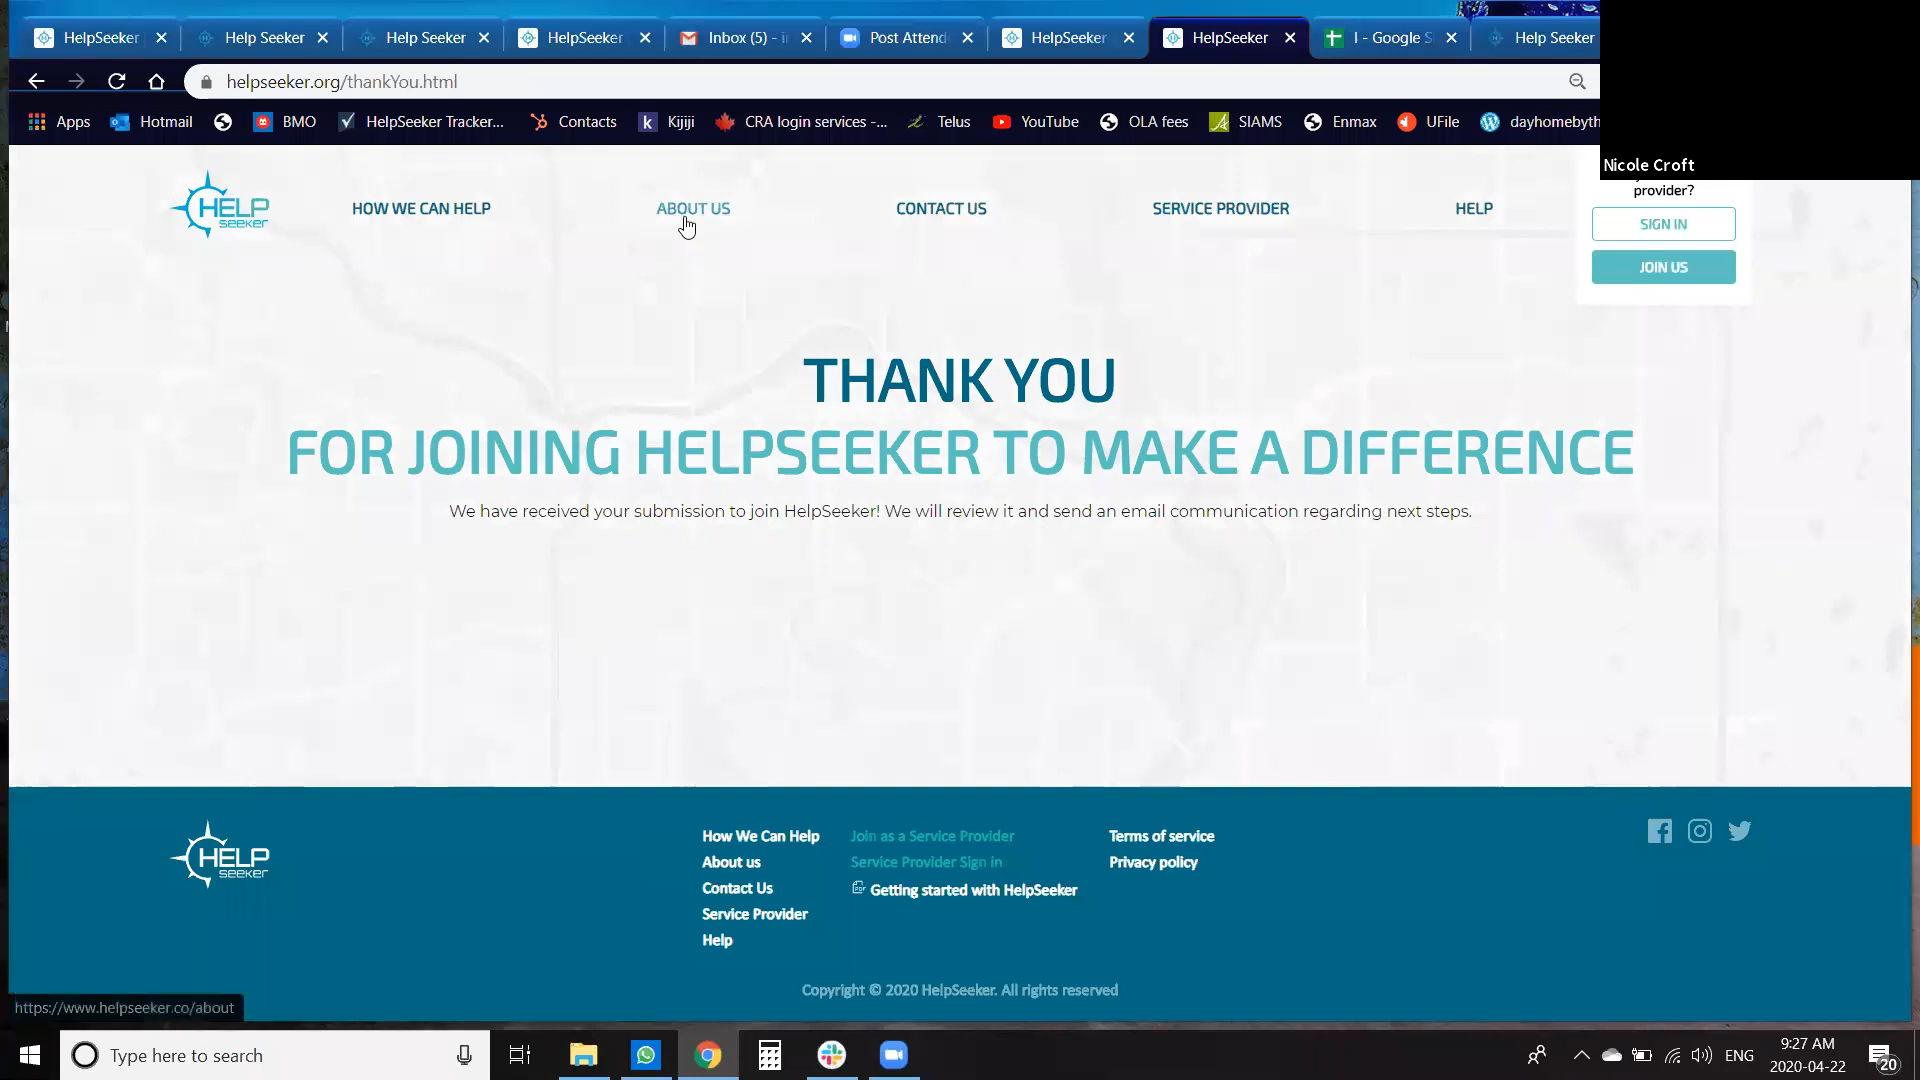 HelpSeeker
Help Seeker
Help Seeker
HelpSeeker
Inbox (5) - i
Post Attend
HelpSeeker
HelpSeeker
I - Google S
Help Seeker
helpseeker.org/thankYou.html
Apps
Hotmail
BMO
HelpSeeker Tracker...
Contacts
Kijiji
CRA login services -...
Telus
YouTube
OLA fees
SIAMS
Enmax
UFile
dayhomebyth
Nicole Croft
provider?
HELP
seeker
HOW WE CAN HELP
ABOUT US
CONTACT US
SERVICE PROVIDER
HELP
SIGN IN
JOIN US
THANK YOU
FOR JOINING HELPSEEKER TO MAKE A DIFFERENCE
We have received your submission to join HelpSeeker! We will review it and send an email communication regarding next steps.
HELP
seeker
How We Can Help
About us
Contact Us
Service Provider
Help
Join as a Service Provider
Service Provider Sign in
Getting started with HelpSeeker
Terms of service
Privacy policy
Copyright © 2020 HelpSeeker. All rights reserved
https://www.helpseeker.co/about
Type here to search
ENG
9:27 AM
2020-04-22
20